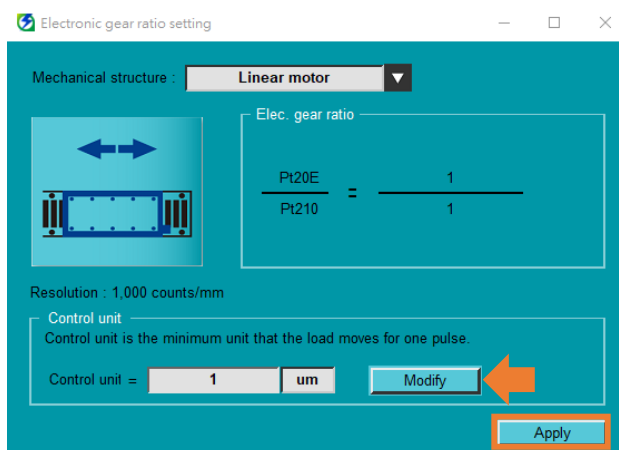 Electronic gear ratio setting
Mechanical structure : Linear motor
Elec. gear ratio
Pt20E = 1
Pt210 1
Resolution : 1,000 counts/mm
Control unit
Control unit is the minimum unit that the load moves for one pulse.
Control unit = 1 um Modify
Apply